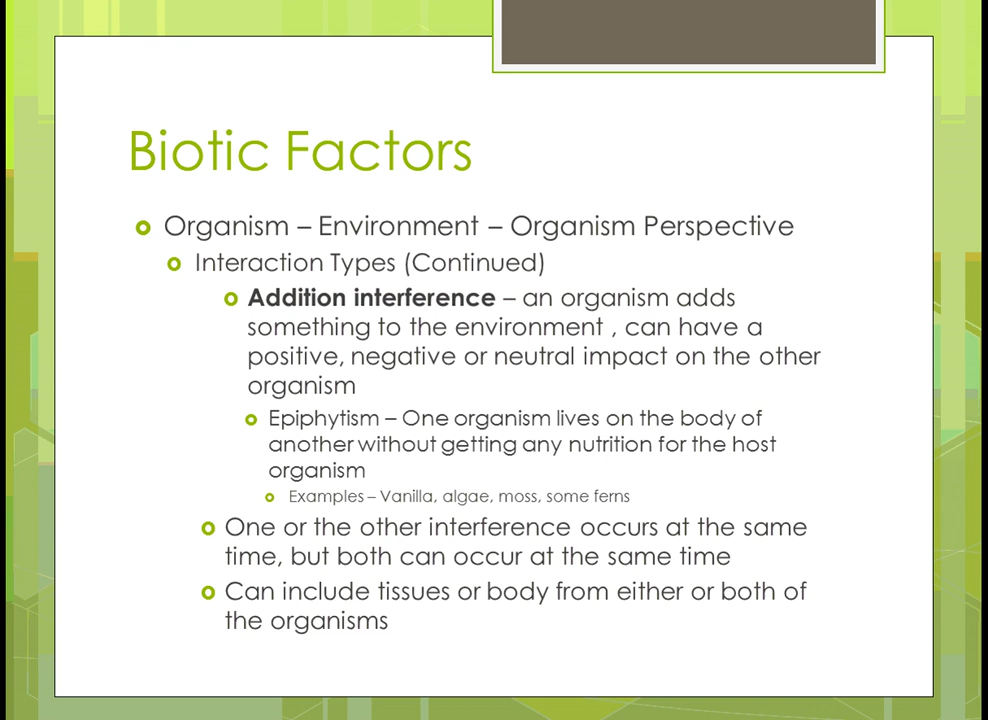 Biotic Factors
Organism – Environment – Organism Perspective
Interaction Types (Continued)
Addition interference – an organism adds
something to the environment , can have a
positive, negative or neutral impact on the other
organism
Epiphytism – One organism lives on the body of
another without getting any nutrition for the host
organism
Examples – Vanilla, algae, moss, some ferns
One or the other interference occurs at the same
time, but both can occur at the same time
Can include tissues or body from either or both of
the organisms